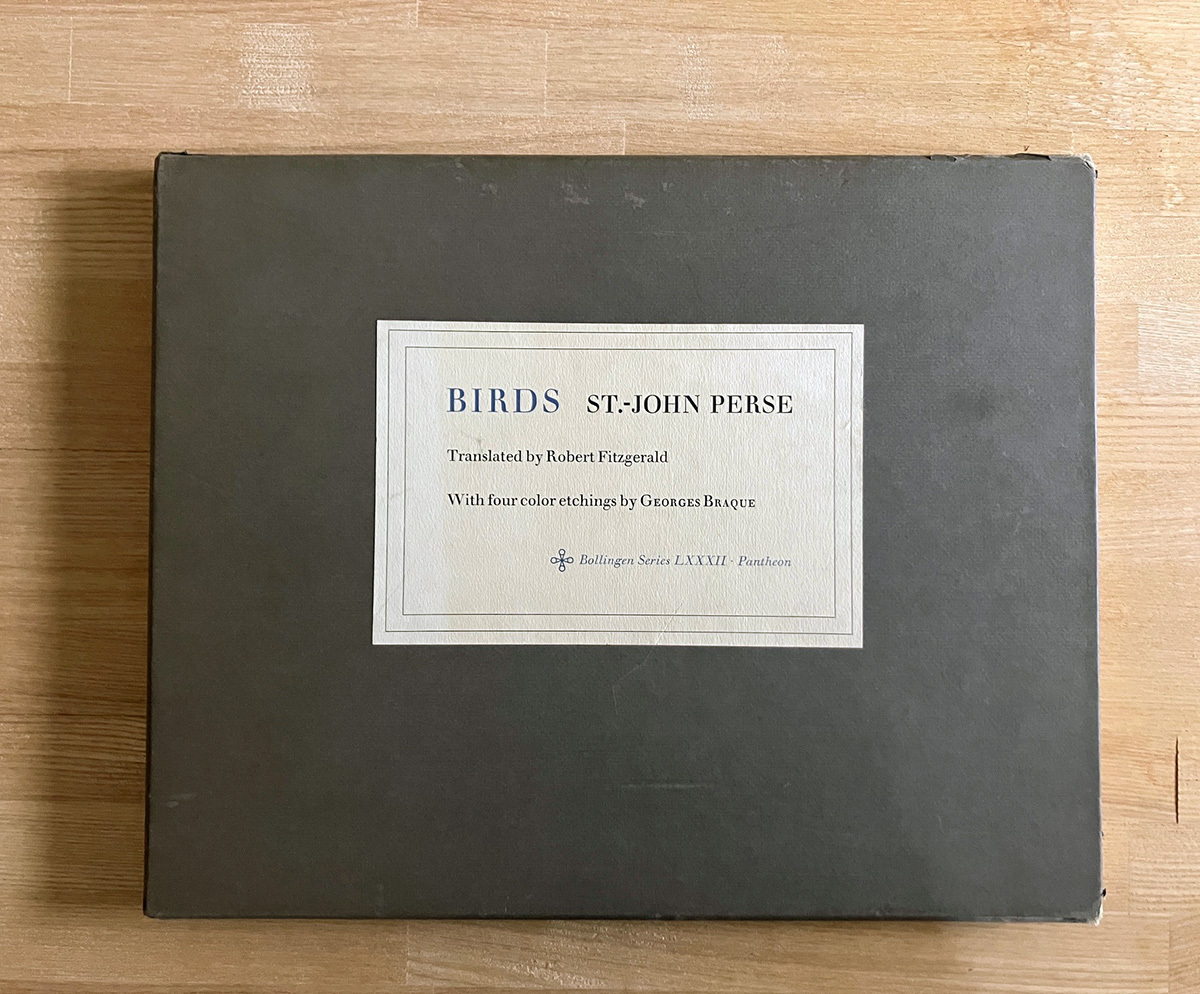 BIRDS ST.-JOHN PERSE
Translated by Robert Fitzgerald
With four color etchings by GEORGES BRAQUE
Bollingen Series LXXXII · Pantheon